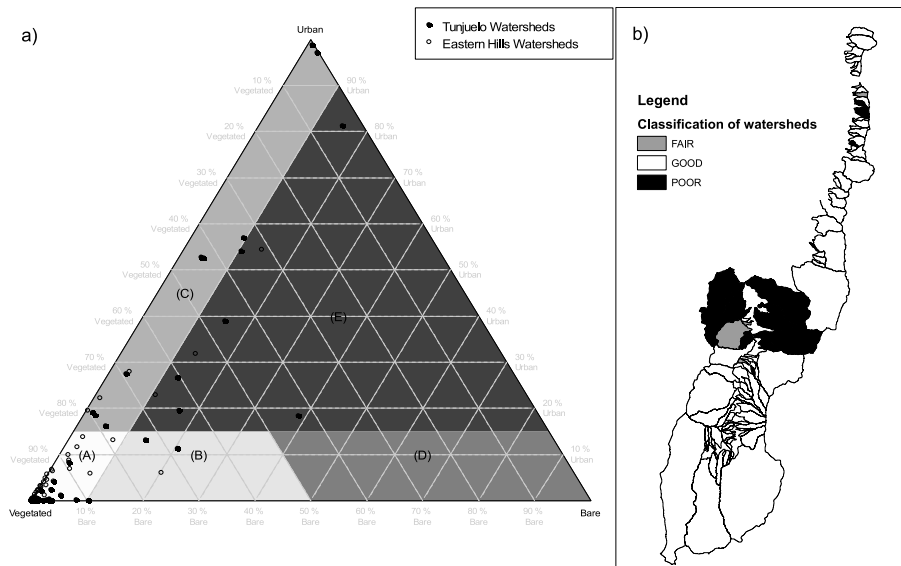 a)
Urban
Tunjuelo Watersheds
Eastern Hills Watersheds
b)
10 %
Vegetated
90 %
Urban
20 %
Vegetated
80 %
Urban
30 %
Vegetated
70 %
Urban
40 %
Vegetated
60 %
Urban
50 %
Vegetated
50 %
Urban
(C)
60 %
Vegetated
(E)
40 %
Urban
70 %
Vegetated
30 %
Urban
80 %
Vegetated
20 %
Urban
90 %
Vegetated
(A)
(B)
(D)
10 %
Urban
Vegetated
10 %
Bare
20 %
Bare
30 %
Bare
40 %
Bare
50 %
Bare
60 %
Bare
70 %
Bare
80 %
Bare
90 %
Bare
Bare
Legend
Classification of watersheds
FAIR
GOOD
POOR